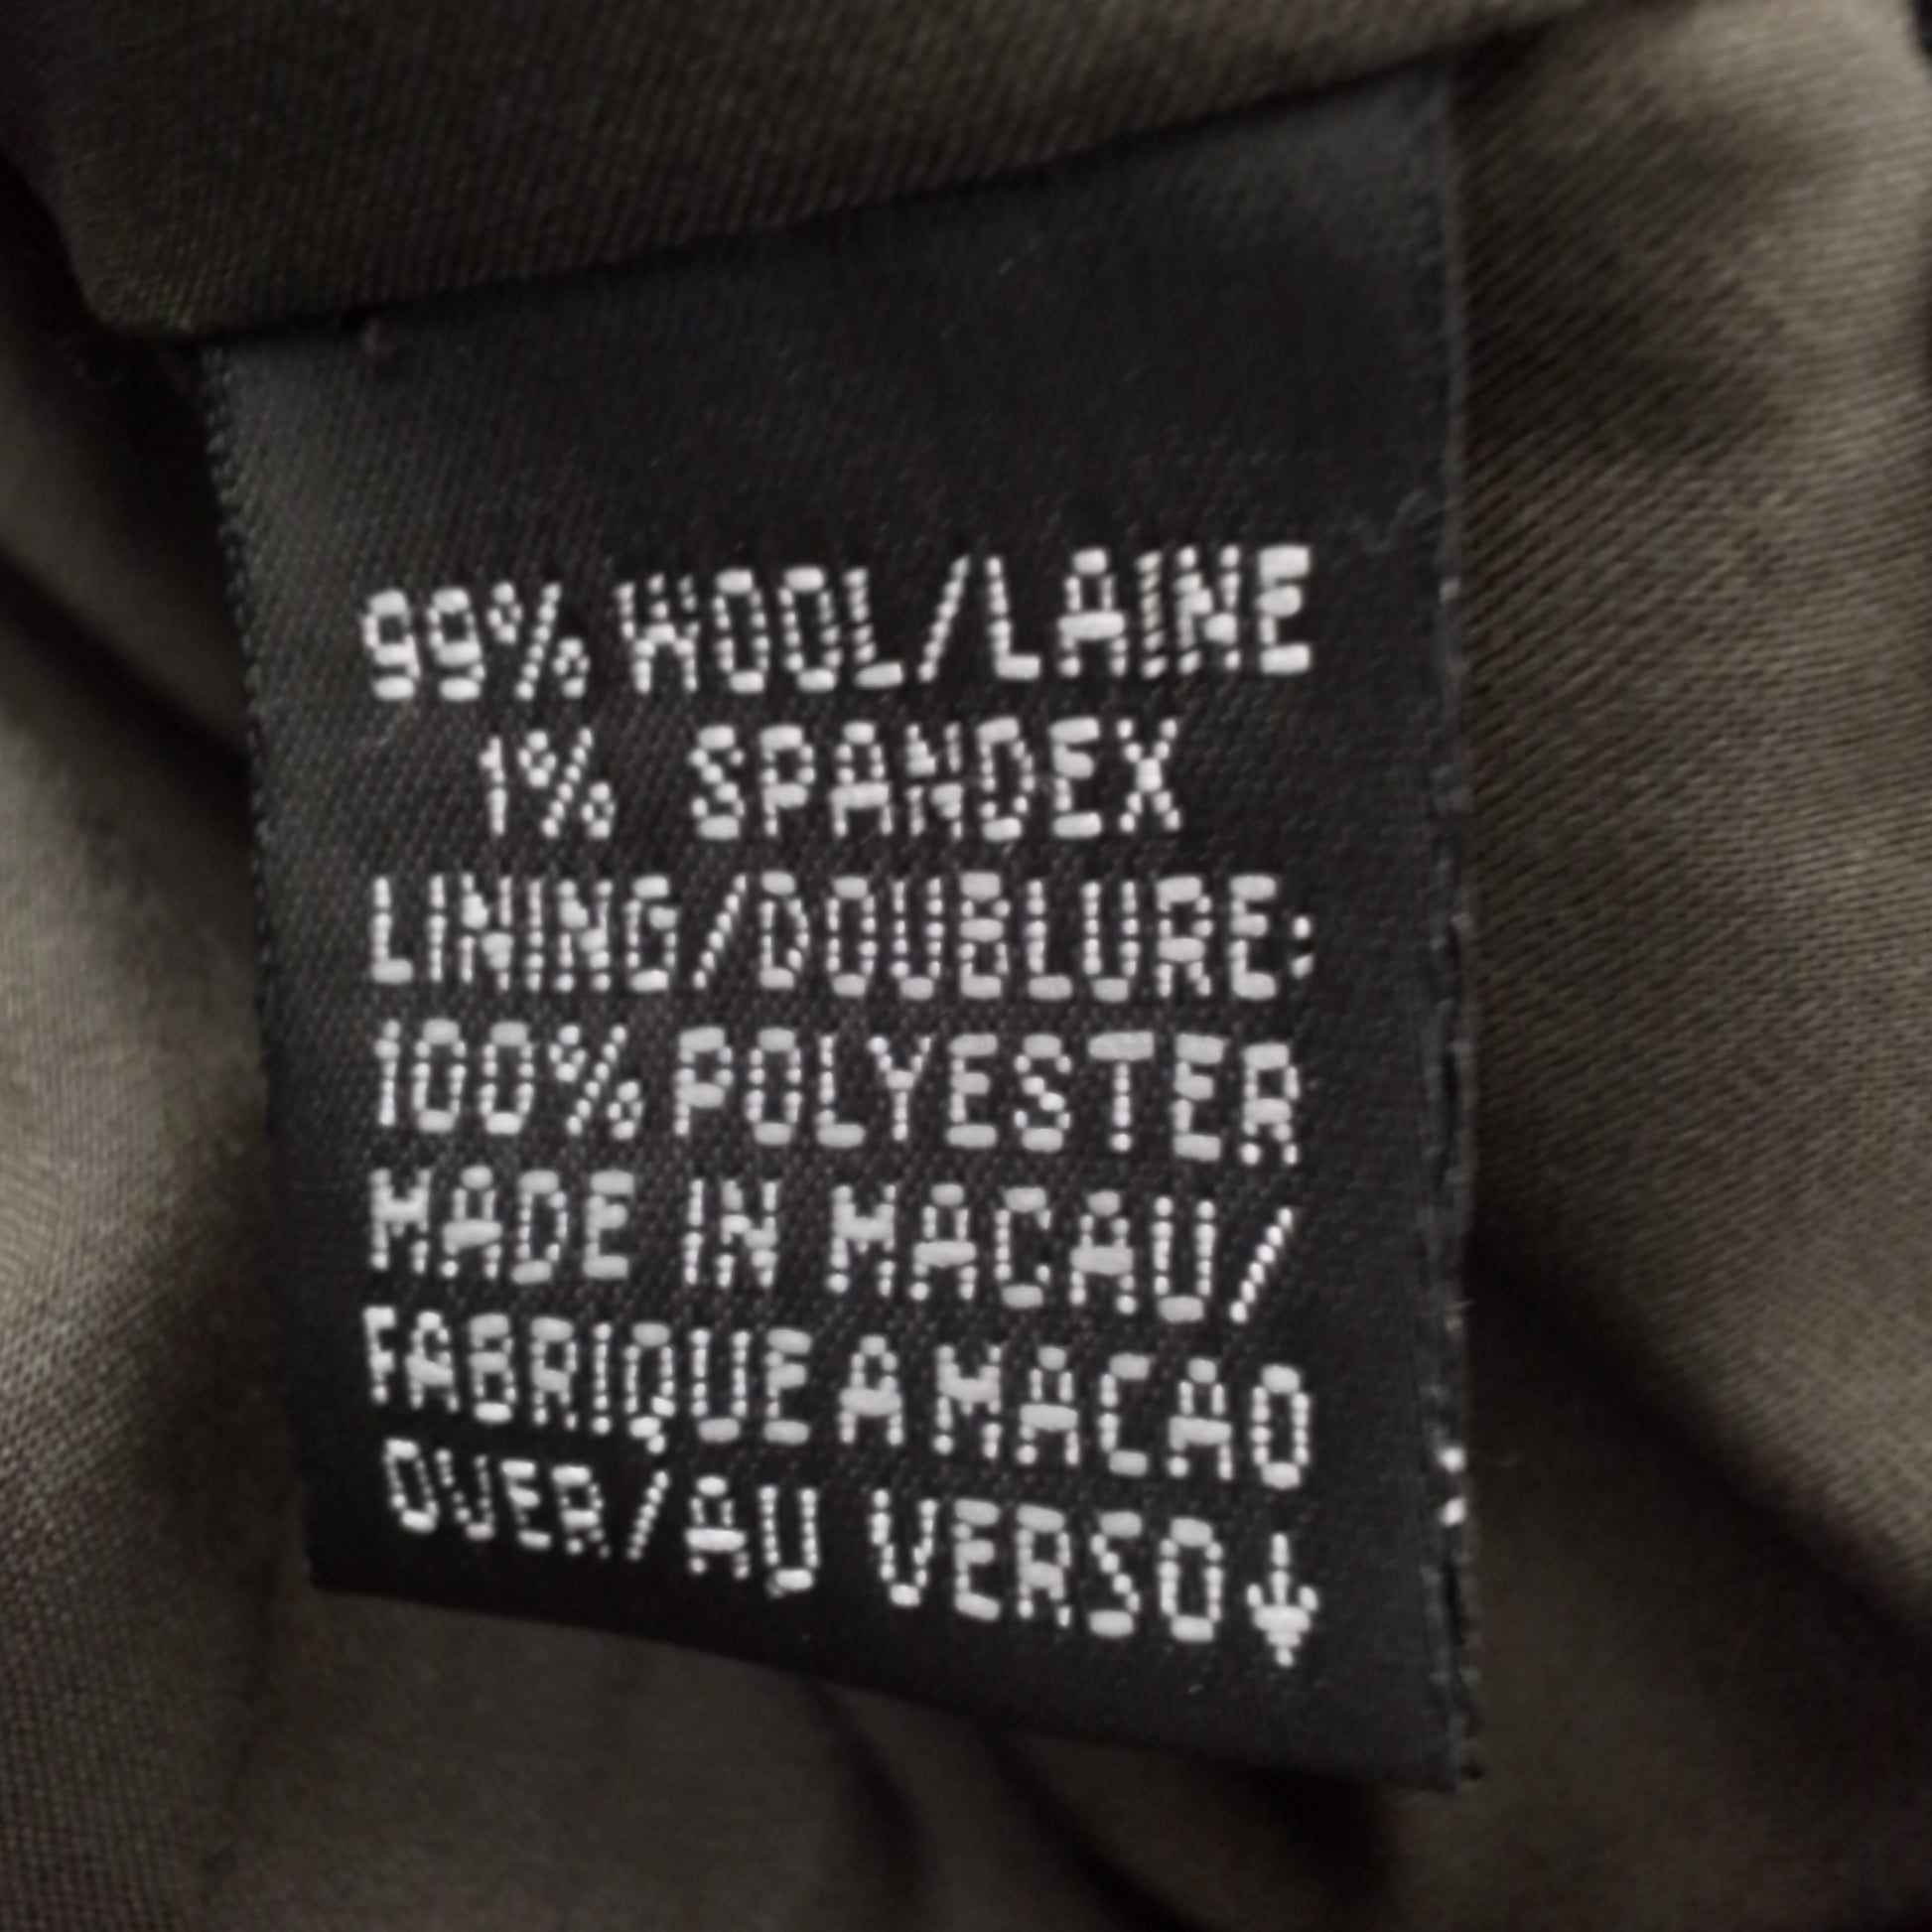 99% WOOL/LAINE
1% SPANDEX
LINING/DOUBLURE:
100% POLYESTER
MADE IN MACAU/
FABRIQUE A MACAO
OVER/AU VERSO↓